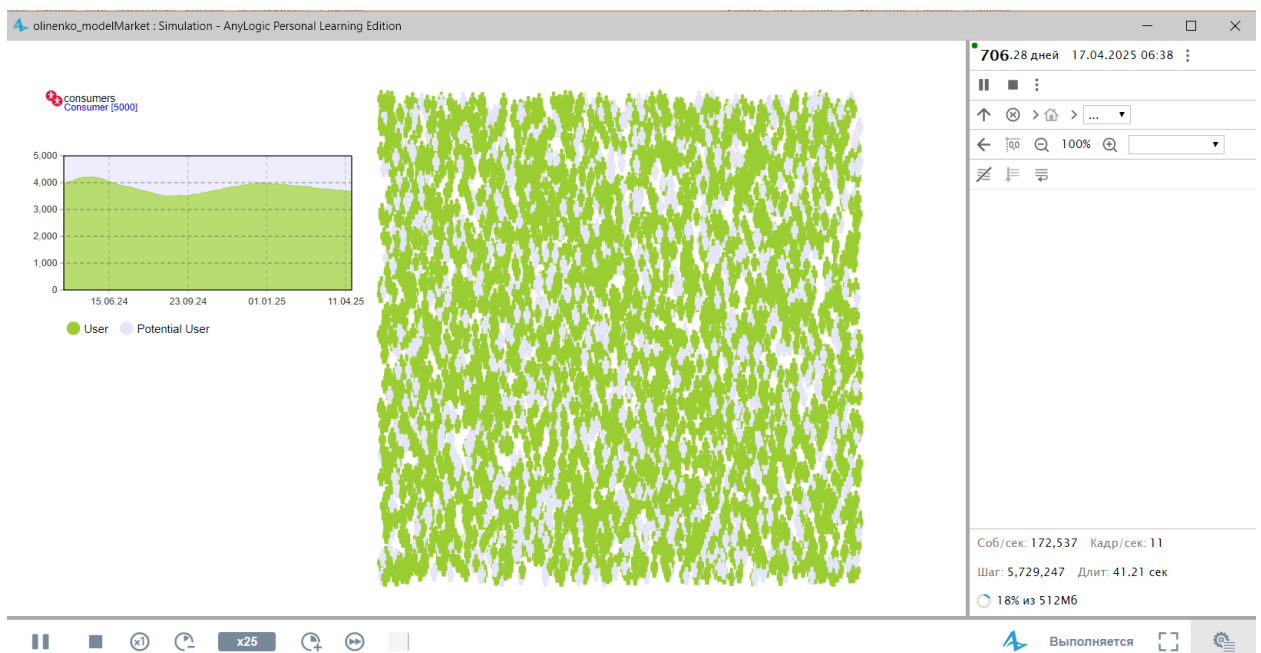 olinenko_modelMarket : Simulation - AnyLogic Personal Learning Edition
706.28 дней 17.04.2025 06:38
consumers
Consumer [5000]
... 
0,0 100%
5,000
4,000
3,000
2,000
1,000
0
15.06.24 23.09.24 01.01.25 11.04.25
User Potential User
Соб/сек: 172,537 Кадр/сек: 11
Шаг: 5,729,247 Длит: 41.21 сек
18% из 512Мб
x1 x25 Выполняется